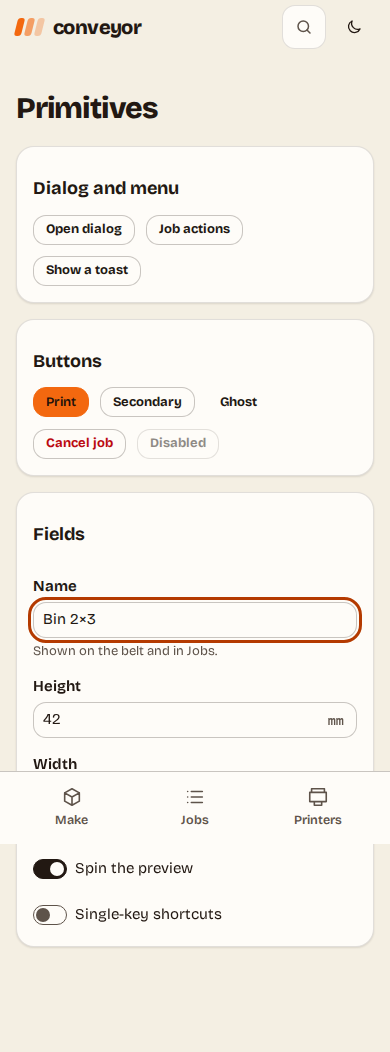 conveyor
Primitives
Dialog and menu
Open dialog
Job actions
Show a toast
Buttons
Print
Secondary
Ghost
Cancel job
Disabled
Fields
Name
Bin 2×3
Shown on the belt and in Jobs.
Height
42
mm
Width
Make
Jobs
Printers
Spin the preview
Single-key shortcuts